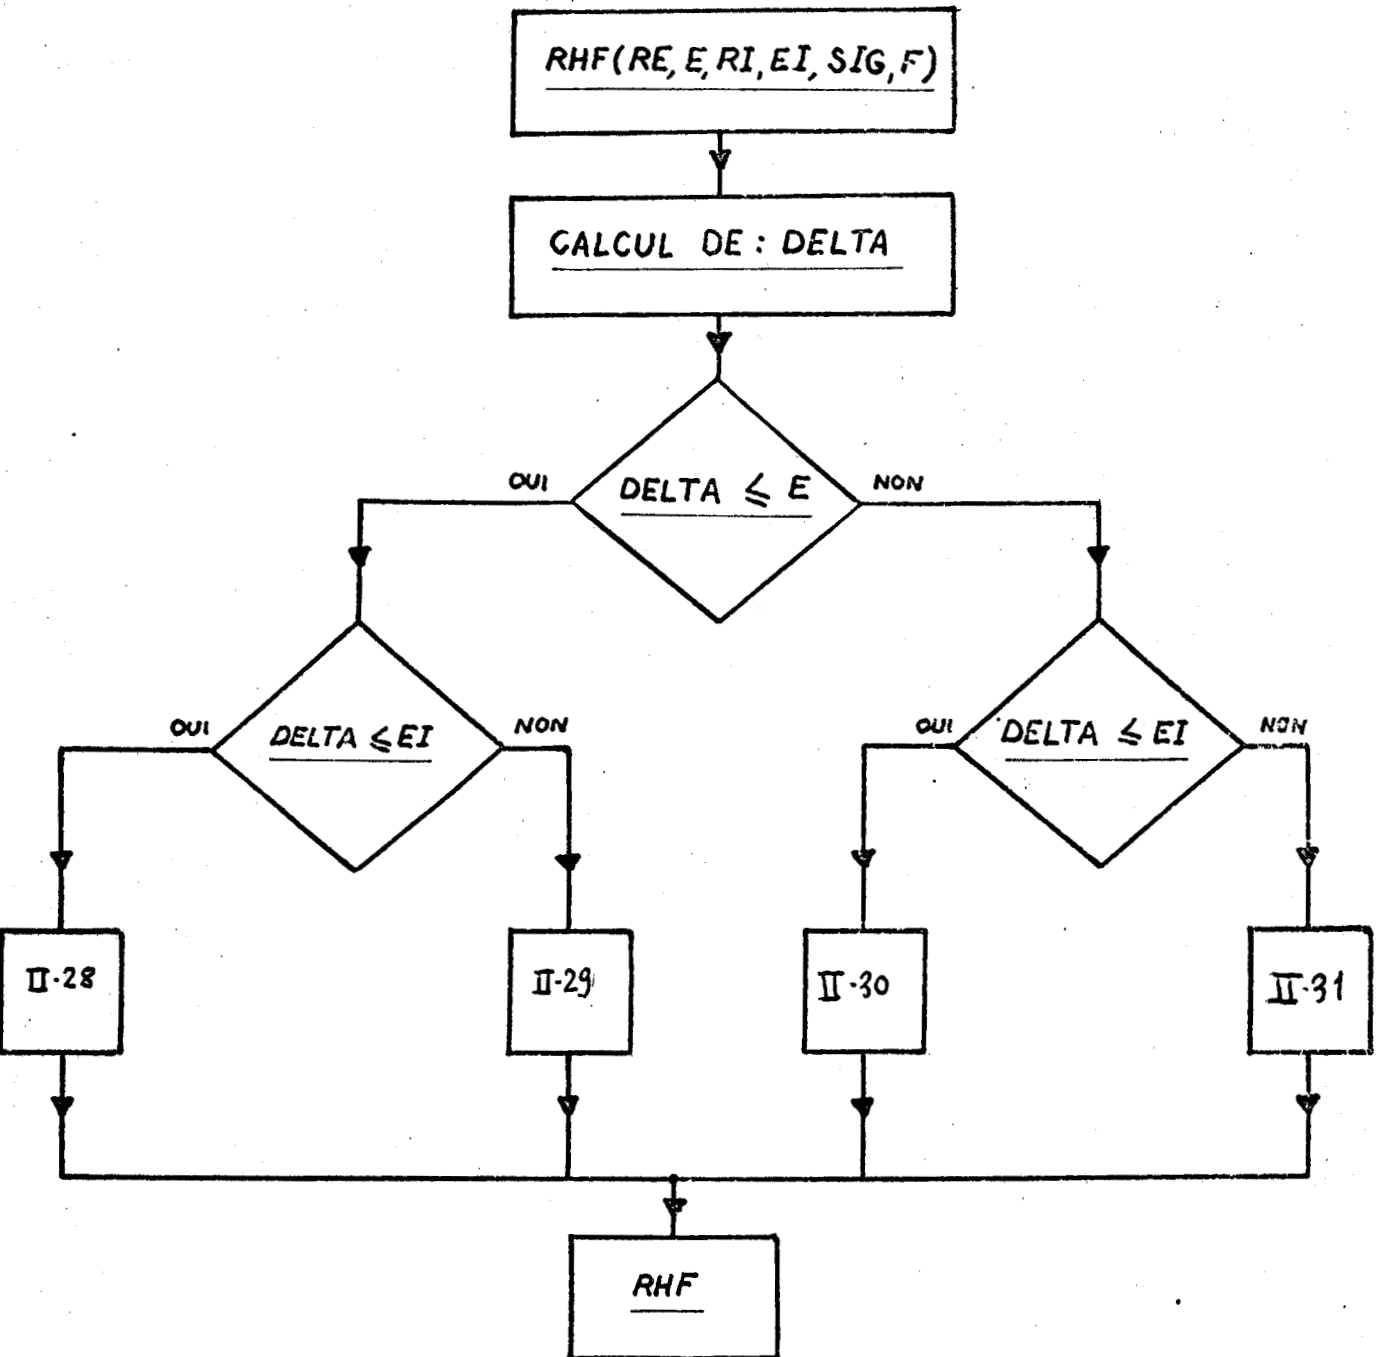 RHF(RE, E, RI, EI, SIG, F)
CALCUL DE : DELTA
DELTA ⩽ E
OUI
NON
DELTA ⩽ EI
OUI
NON
DELTA ⩽ EI
OUI
NON
II·28
II·29
II·30
II·31
RHF